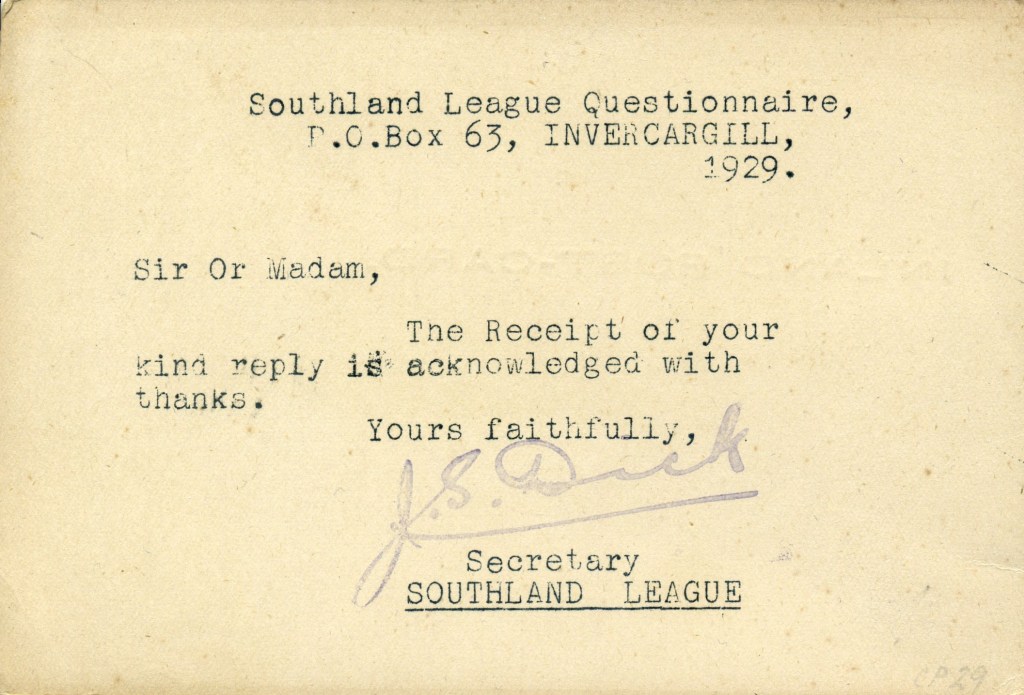 Southland League Questionnaire,
P.O.Box 63, INVERCARGILL,
1929.
Sir Or Madam,
The Receipt of your
kind reply is acknowledged with
thanks.
Yours faithfully,
J.S. Dick
Secretary
SOUTHLAND LEAGUE
CP29